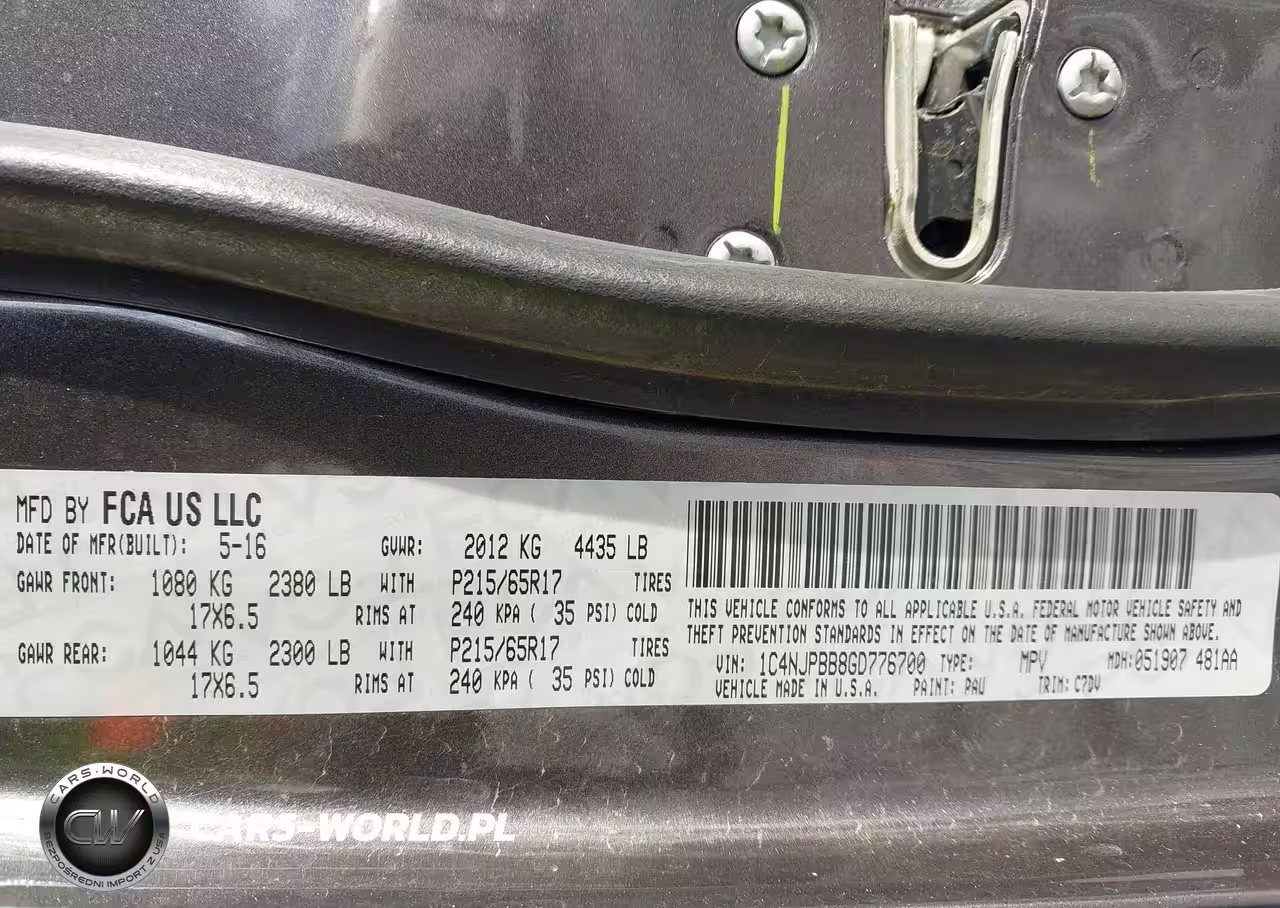 MFD BY FCA US LLC
DATE OF MFR(BUILT): 5-16 GVWR: 2012 KG 4435 LB
GAWR FRONT: 1080 KG 2380 LB WITH P215/65R17 TIRES
17X6.5 RIMS AT 240 KPA ( 35 PSI) COLD
GAWR REAR: 1044 KG 2300 LB WITH P215/65R17 TIRES
17X6.5 RIMS AT 240 KPA ( 35 PSI) COLD
THIS VEHICLE CONFORMS TO ALL APPLICABLE U.S.A. FEDERAL MOTOR VEHICLE SAFETY AND
THEFT PREVENTION STANDARDS IN EFFECT ON THE DATE OF MANUFACTURE SHOWN ABOVE.
VIN: 1C4NJPBB8GD776700 TYPE: MPV MDH:051907 481AA
VEHICLE MADE IN U.S.A. PAINT: PAU TRIM: C7DV
CARS-WORLD
CW
BEZPOŚREDNI IMPORT Z USA
CARS-WORLD.PL